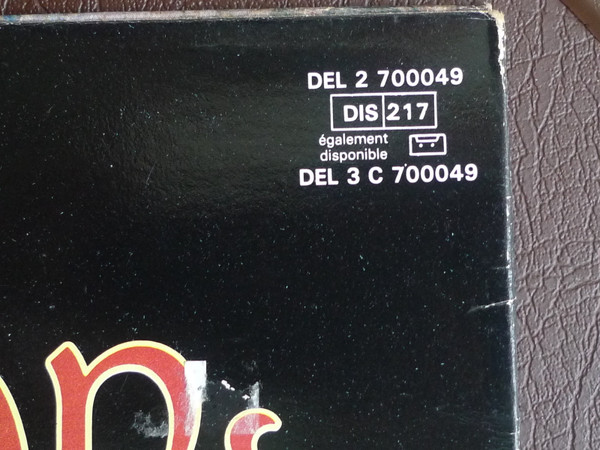 DEL 2 700049
DIS 217
également
disponible
DEL 3 C 700049